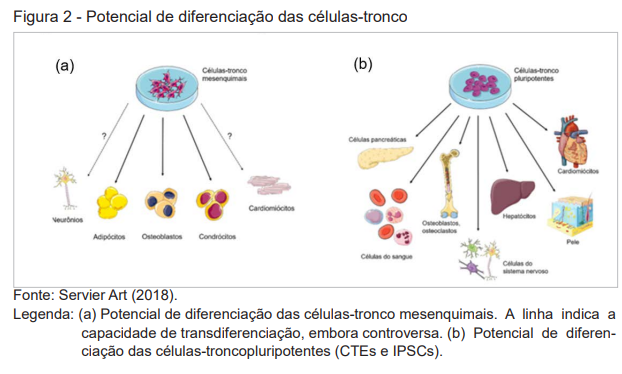 Figura 2 - Potencial de diferenciação das células-tronco
(a)
Células-tronco
mesenquimais
?
?
Neurônios
Adipócitos
Osteoblastos
Condrócitos
Cardiomiócitos
(b)
Células-tronco
pluripotentes
Células pancreáticas
Cardiomiócitos
Células do sangue
Osteoblastos,
osteoclastos
Hepatócitos
Pele
Células do
sistema nervoso
Fonte: Servier Art (2018).
Legenda: (a) Potencial de diferenciação das células-tronco mesenquimais. A linha indica a
capacidade de transdiferenciação, embora controversa. (b) Potencial de diferen-
ciação das células-troncopluripotentes (CTEs e IPSCs).